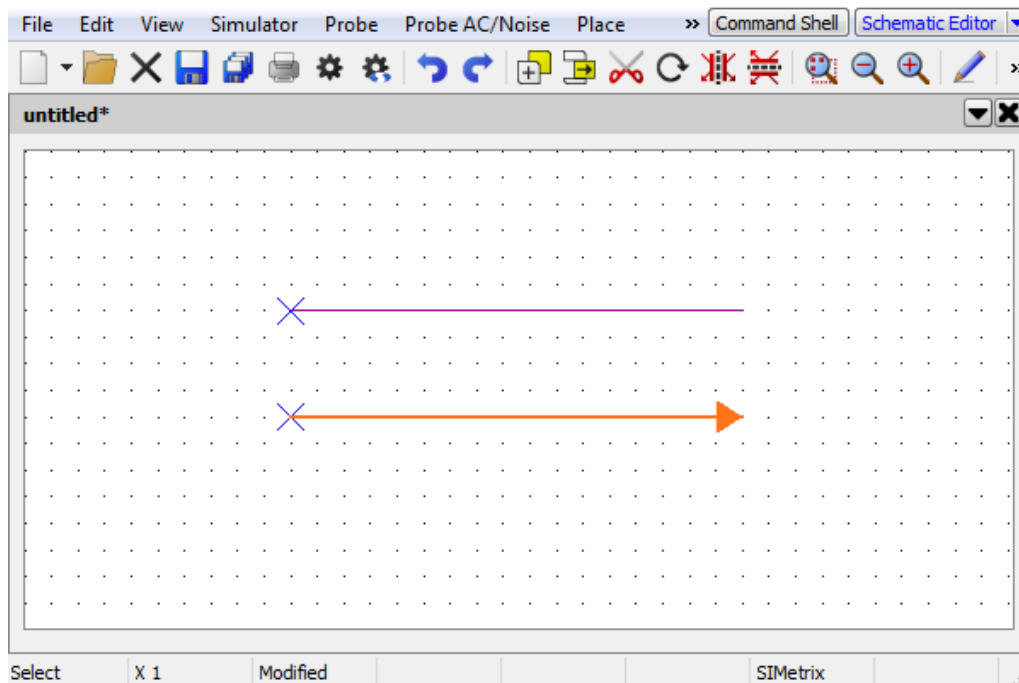 File Edit View Simulator Probe Probe AC/Noise Place » Command Shell Schematic Editor
»
untitled*
Select X 1 Modified SIMetrix